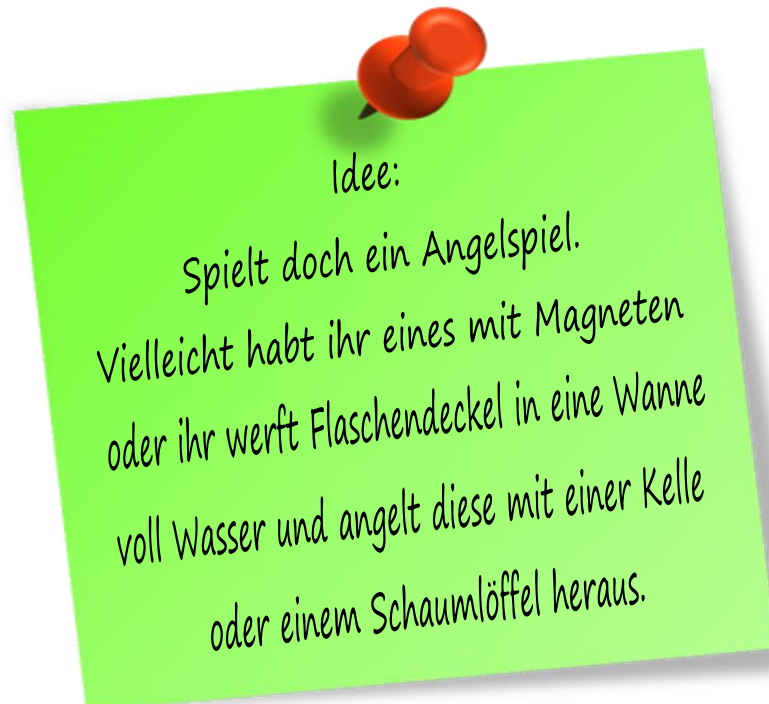 Idee:
Spielt doch ein Angelspiel.
Vielleicht habt ihr eines mit Magneten
oder ihr werft Flaschendeckel in eine Wanne
voll Wasser und angelt diese mit einer Kelle
oder einem Schaumlöffel heraus.